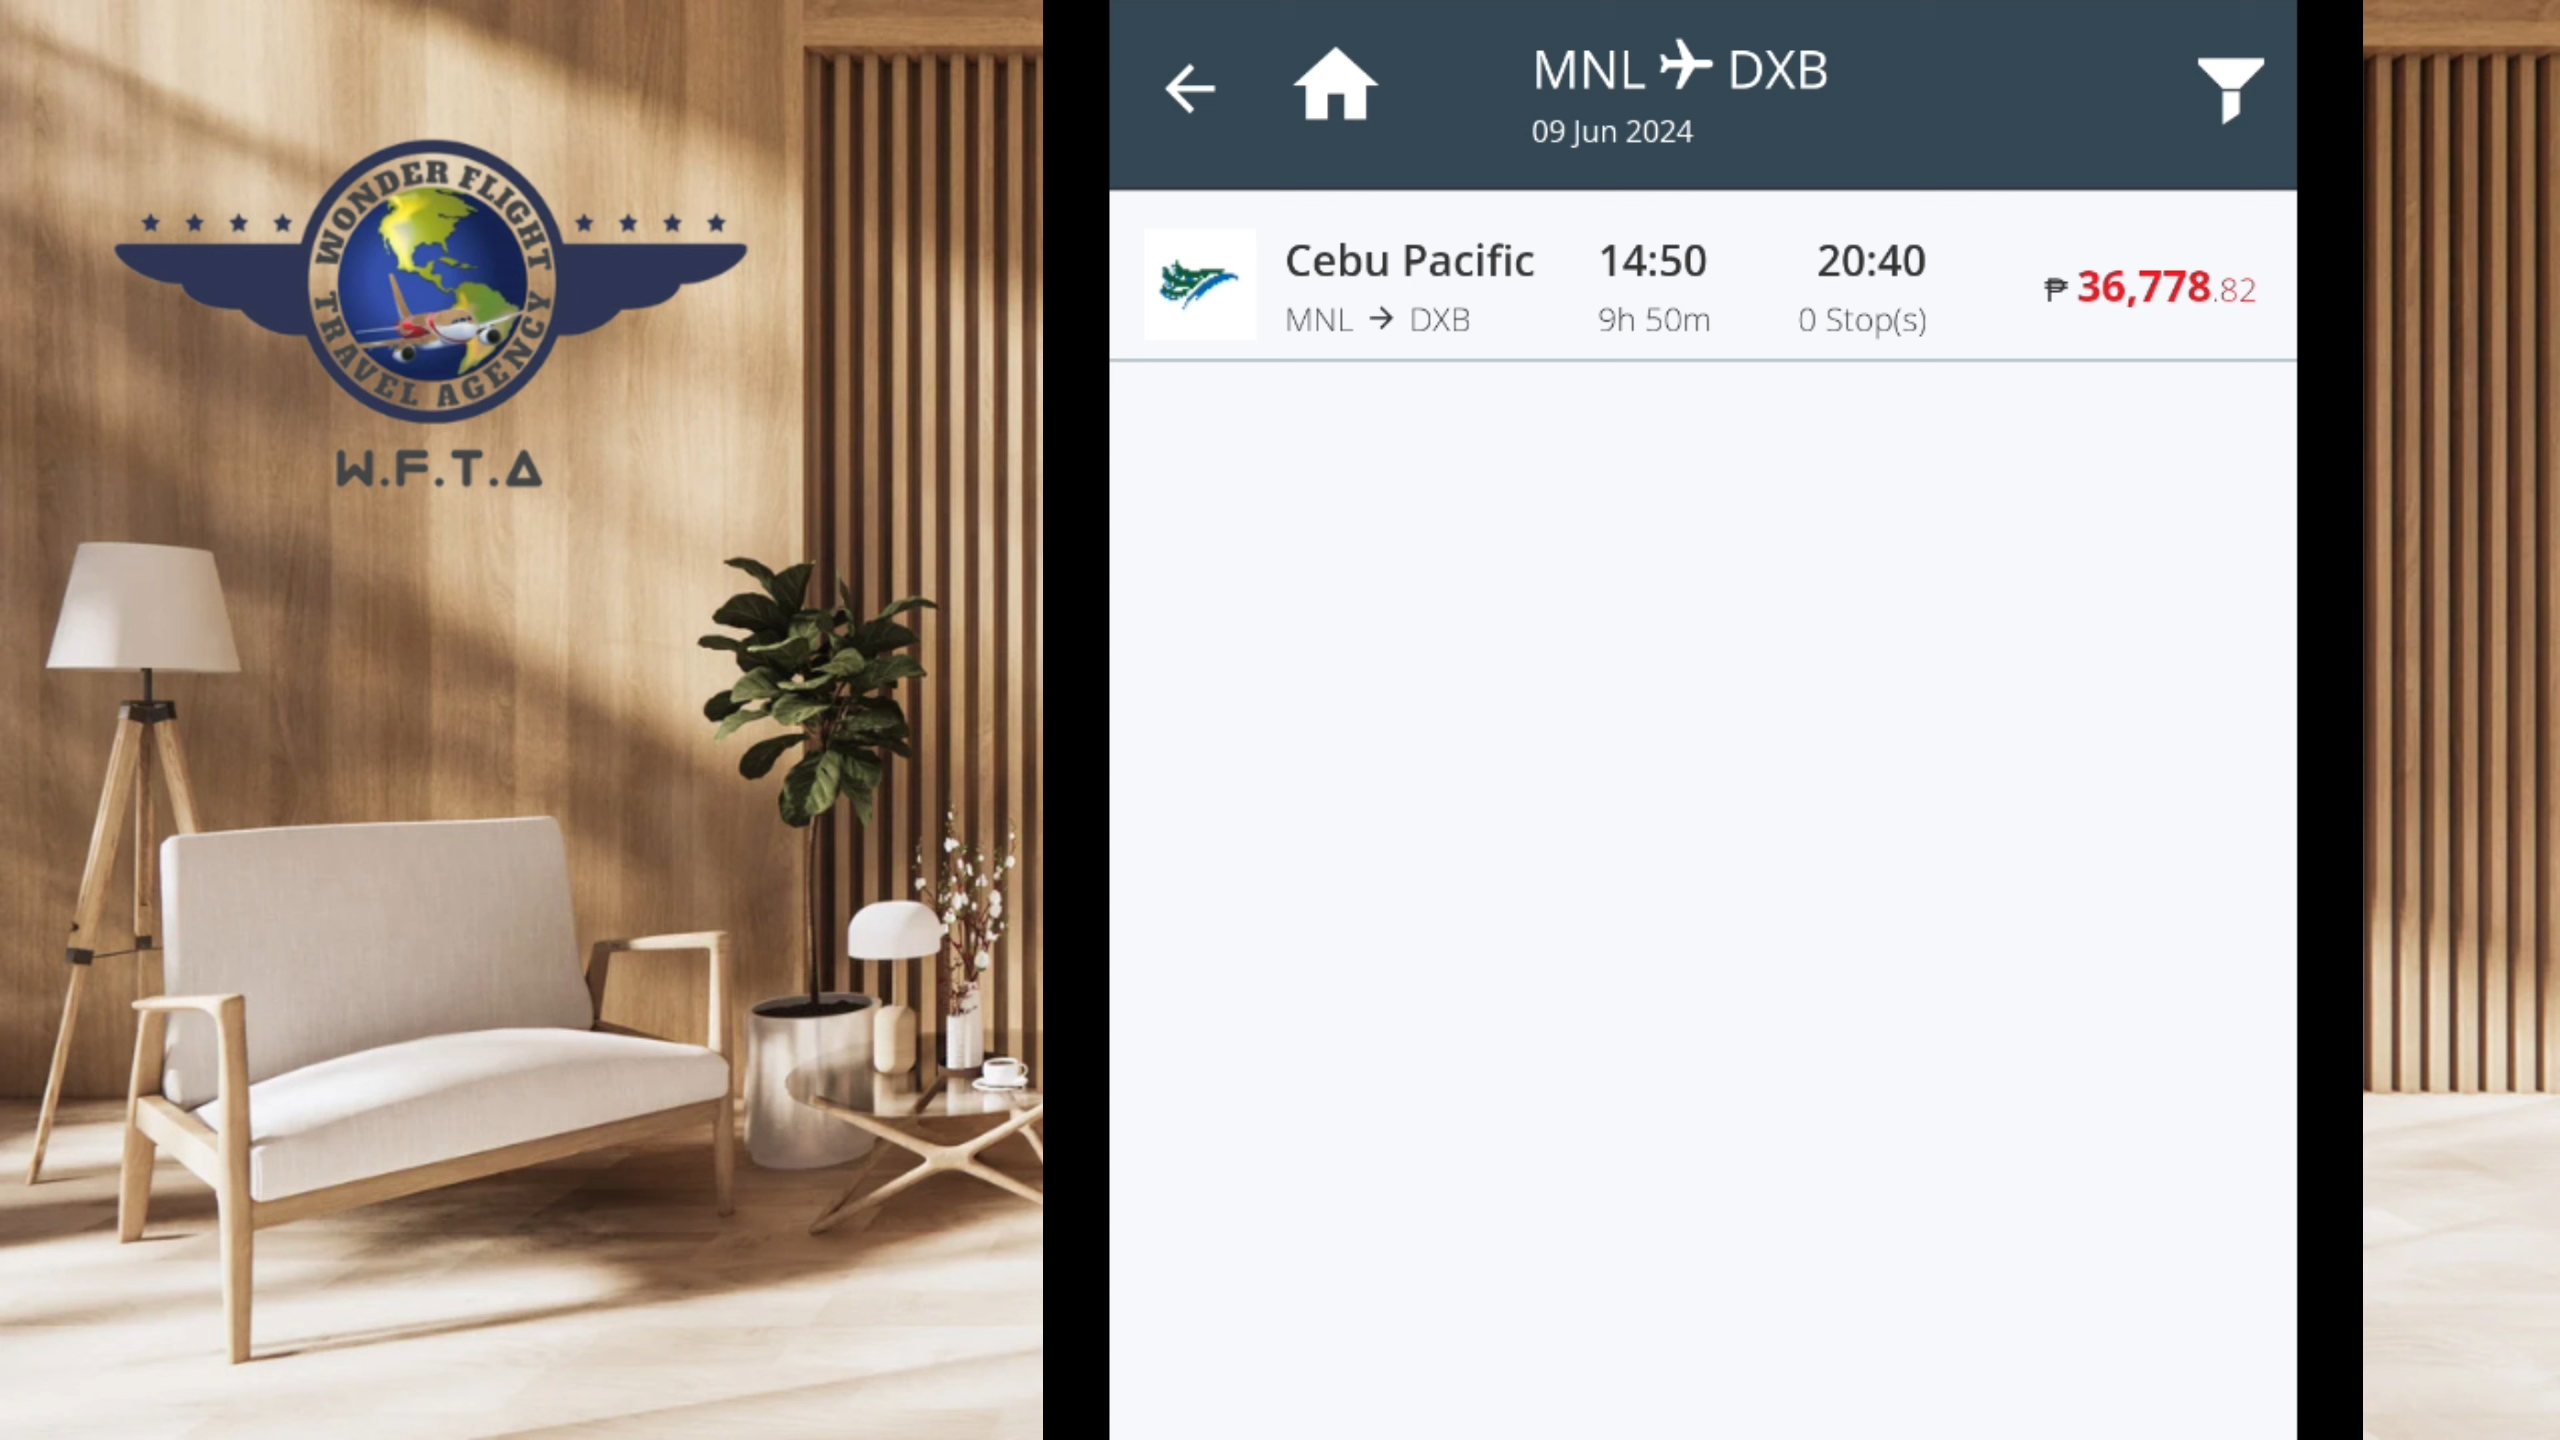 WONDER FLIGHT
TRAVEL AGENCY
W.F.T.A
MNL DXB
09 Jun 2024
Cebu Pacific 14:50 20:40 ₱ 36,778.82
MNL → DXB 9h 50m 0 Stop(s)